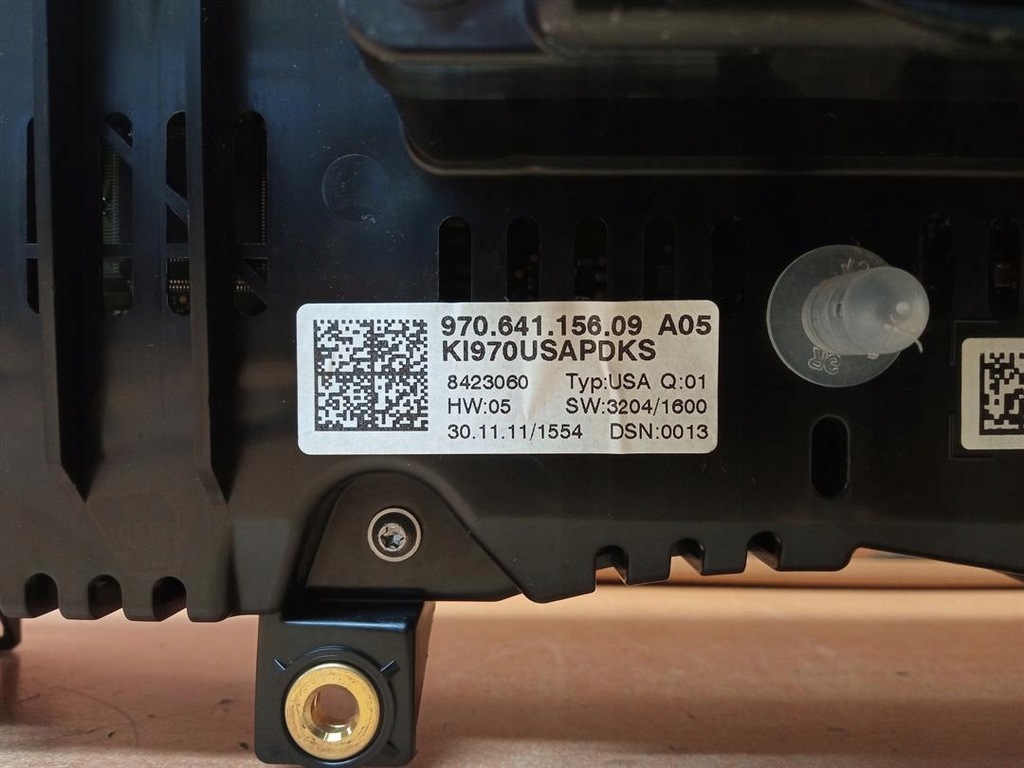 970.641.156.09 A05
KI970USAPDKS
8423060 Typ:USA Q:01
HW:05 SW:3204/1600
30.11.11/1554 DSN:0013